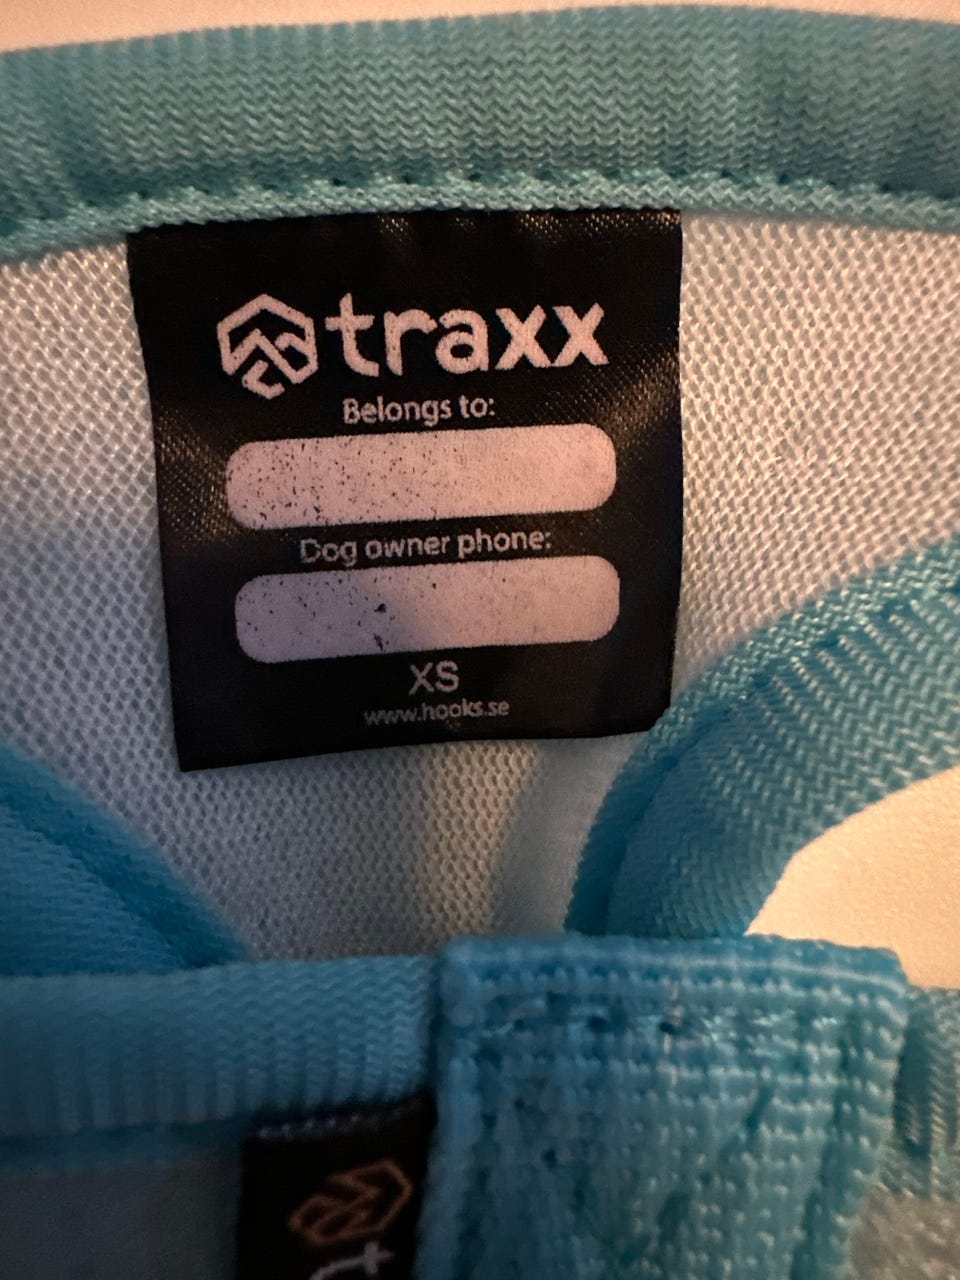 traxx
Belongs to:
Dog owner phone:
XS
www.hooks.se
t